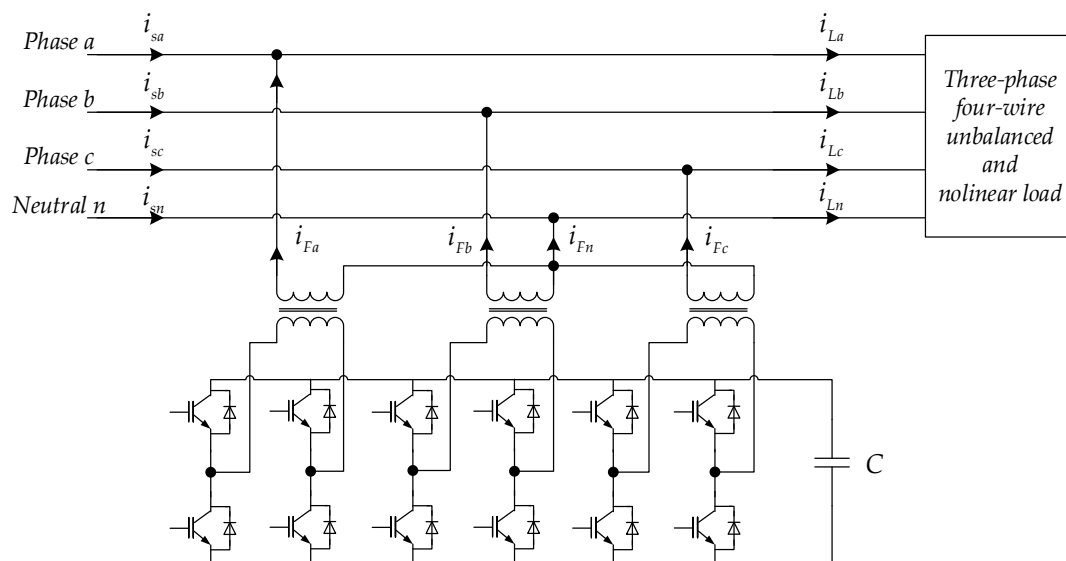 Phase a
i_sa
i_La
Phase b
i_sb
i_Lb
Phase c
i_sc
i_Lc
Neutral n
i_sn
i_Ln
Three-phase
four-wire
unbalanced
and
nolinear load
i_Fa
i_Fb
i_Fn
i_Fc
C